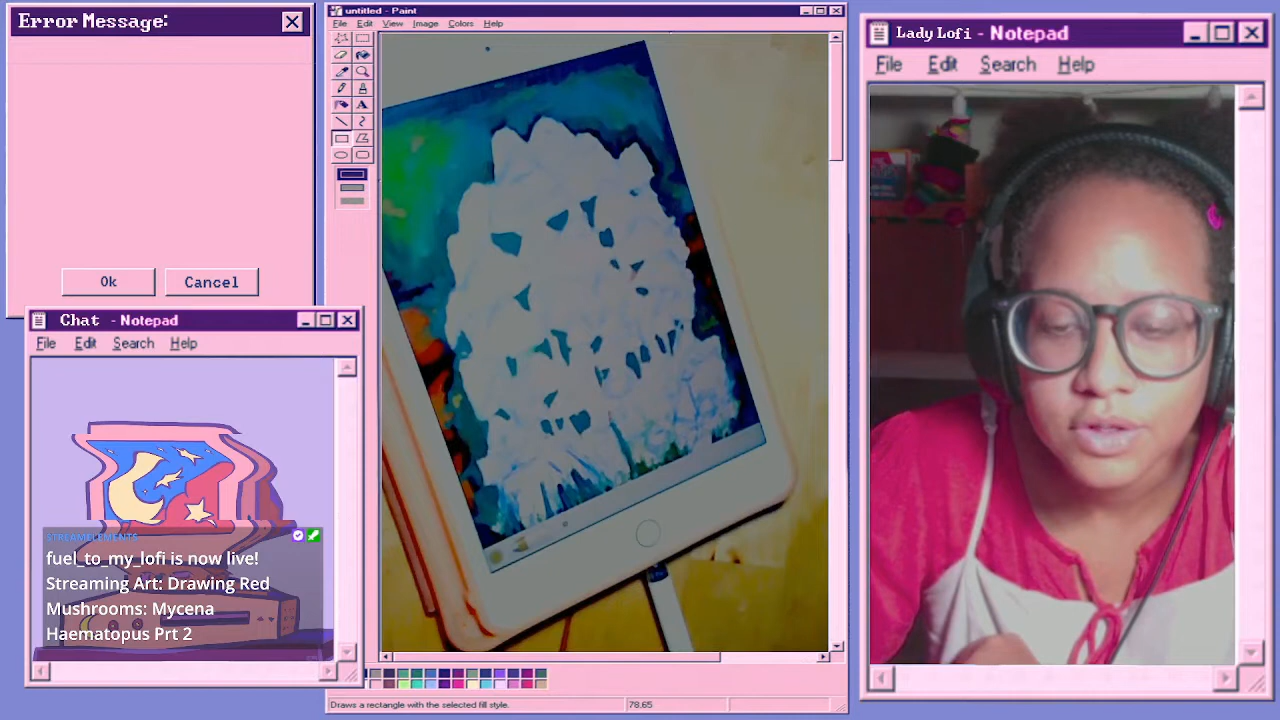 Error Message:
Ok
Cancel
Chat - Notepad
File Edit Search Help
STREAMELEMENTS
fuel_to_my_lofi is now live!
Streaming Art: Drawing Red
Mushrooms: Mycena
Haematopus Prt 2
untitled - Paint
File Edit View Image Colors Help
A
Draws a rectangle with the selected fill style.
78,65
Lady Lofi - Notepad
File Edit Search Help